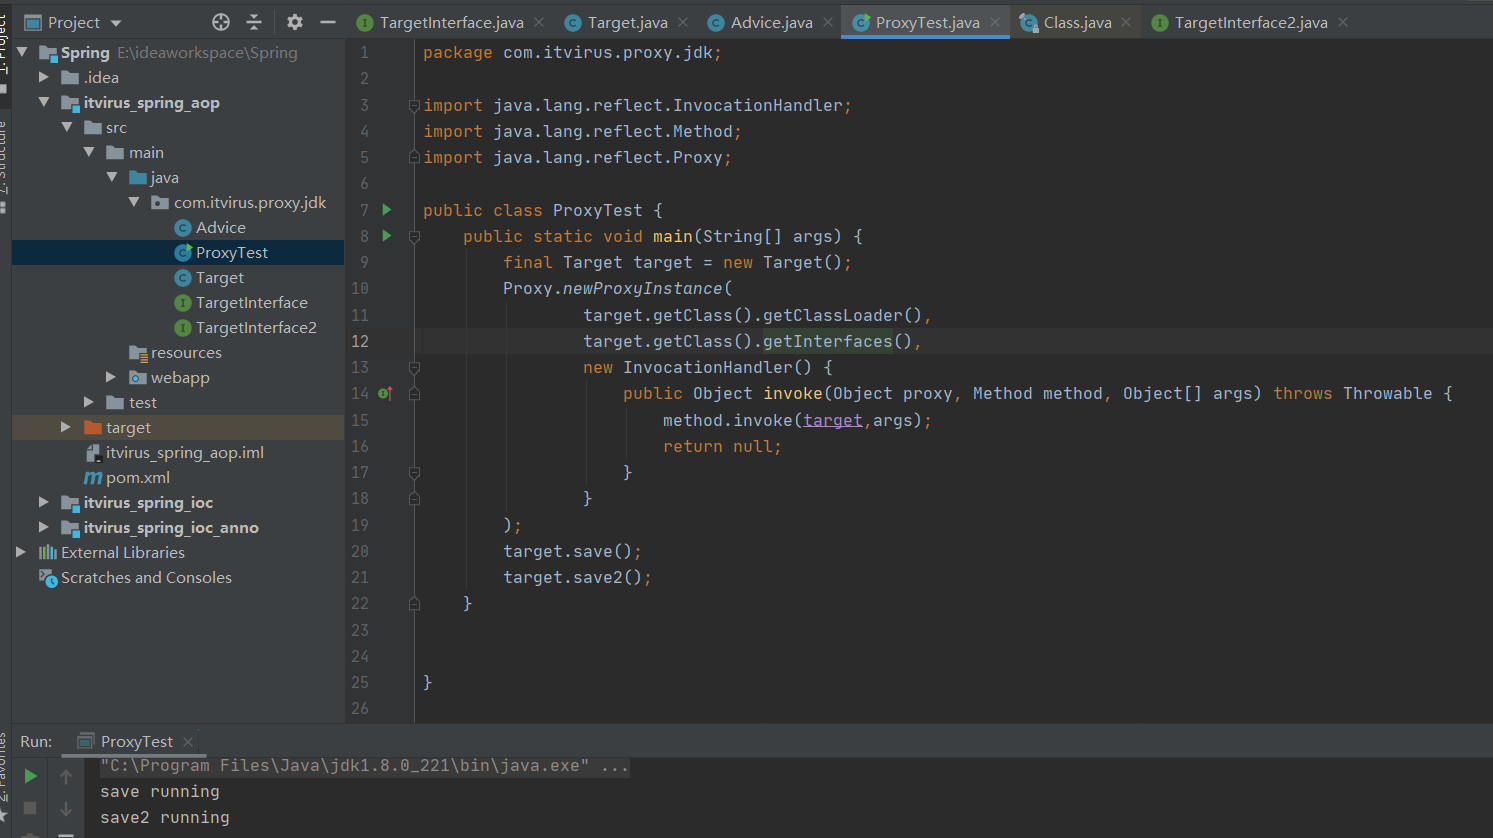 Project
TargetInterface.java
Target.java
Advice.java
ProxyTest.java
Class.java
TargetInterface2.java
1: Project
Spring E:\ideaworkspace\Spring
.idea
itvirus_spring_aop
src
main
java
com.itvirus.proxy.jdk
Advice
ProxyTest
Target
TargetInterface
TargetInterface2
resources
webapp
test
target
itvirus_spring_aop.iml
pom.xml
itvirus_spring_ioc
itvirus_spring_ioc_anno
External Libraries
Scratches and Consoles
7: Structure
1 package com.itvirus.proxy.jdk;
2
3 import java.lang.reflect.InvocationHandler;
4 import java.lang.reflect.Method;
5 import java.lang.reflect.Proxy;
6
7 public class ProxyTest {
8 public static void main(String[] args) {
9 final Target target = new Target();
10 Proxy.newProxyInstance(
11 target.getClass().getClassLoader(),
12 target.getClass().getInterfaces(),
13 new InvocationHandler() {
14 public Object invoke(Object proxy, Method method, Object[] args) throws Throwable {
15 method.invoke(target,args);
16 return null;
17 }
18 }
19 );
20 target.save();
21 target.save2();
22 }
23
24
25 }
26
Run: ProxyTest
2: Favorites
"C:\Program Files\Java\jdk1.8.0_221\bin\java.exe" ...
save running
save2 running